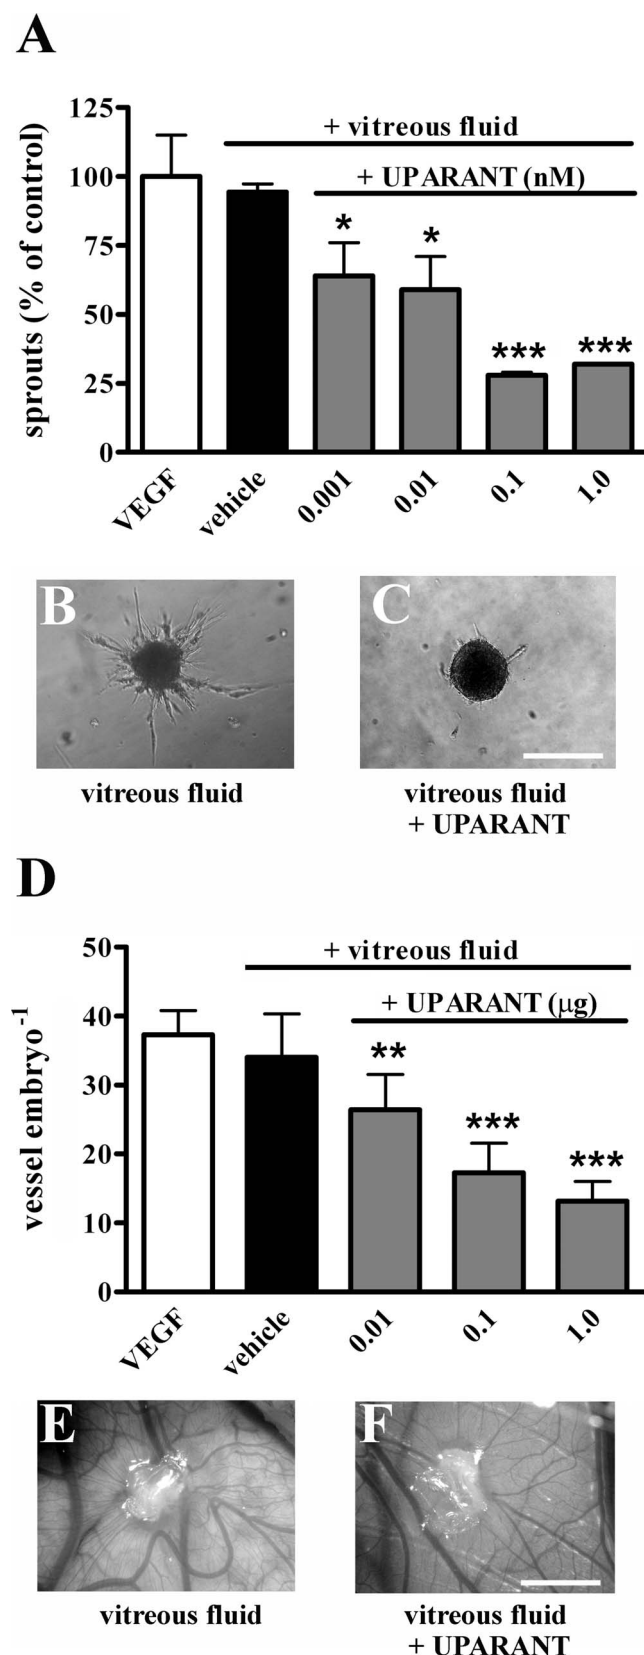 A
125
100
75
50
25
0
sprouts (% of control)
+ vitreous fluid
+ UPARANT (nM)
*
*
***
***
VEGF
vehicle
0.001
0.01
0.1
1.0
B
C
vitreous fluid
vitreous fluid
+ UPARANT
D
50
40
30
20
10
0
vessel embryo⁻¹
+ vitreous fluid
+ UPARANT (μg)
**
***
***
VEGF
vehicle
0.01
0.1
1.0
E
F
vitreous fluid
vitreous fluid
+ UPARANT